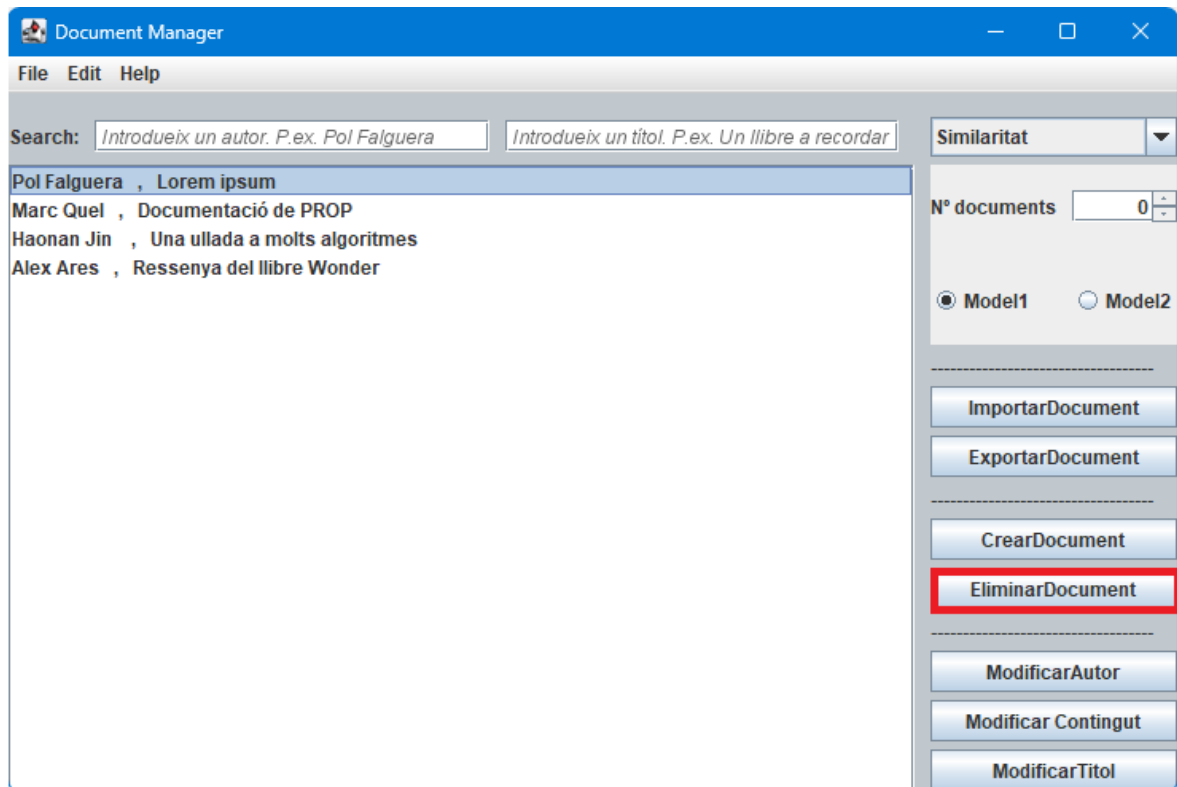 Document Manager
File Edit Help
Search: Introdueix un autor. P.ex. Pol Falguera Introdueix un títol. P.ex. Un llibre a recordar Similaritat
Pol Falguera , Lorem ipsum
Marc Quel , Documentació de PROP
Haonan Jin , Una ullada a molts algoritmes
Alex Ares , Ressenya del llibre Wonder
Nº documents 0
Model1 Model2
-----------------------------------
ImportarDocument
ExportarDocument
-----------------------------------
CrearDocument
EliminarDocument
-----------------------------------
ModificarAutor
Modificar Contingut
ModificarTitol